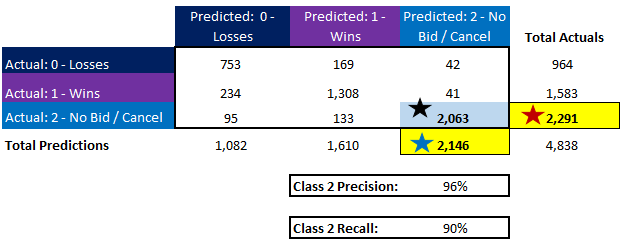 Predicted: 0 - Losses Predicted: 1 - Wins Predicted: 2 - No Bid / Cancel Total Actuals
Actual: 0 - Losses 753 169 42 964
Actual: 1 - Wins 234 1,308 41 1,583
Actual: 2 - No Bid / Cancel 95 133 2,063 2,291
Total Predictions 1,082 1,610 2,146 4,838
Class 2 Precision: 96%
Class 2 Recall: 90%